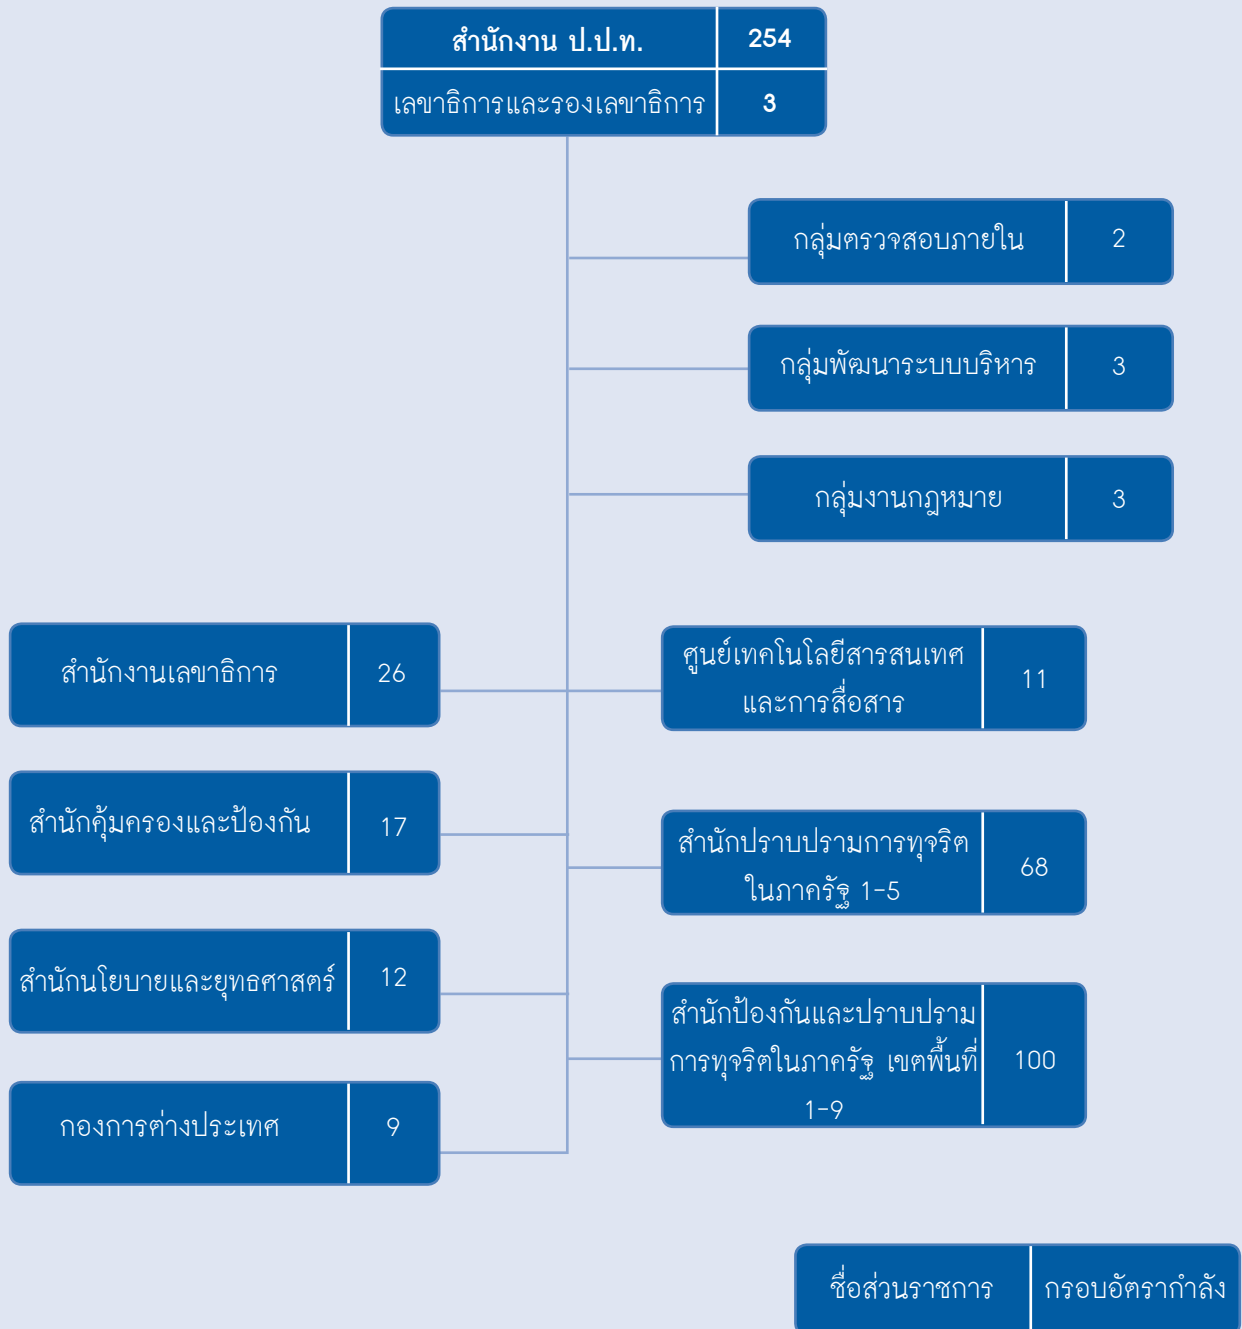 สำนักงาน ป.ป.ท. 254
เลขาธิการและรองเลขาธิการ 3
กลุ่มตรวจสอบภายใน 2
กลุ่มพัฒนาระบบบริหาร 3
กลุ่มงานกฎหมาย 3
สำนักงานเลขาธิการ 26
ศูนย์เทคโนโลยีสารสนเทศ
และการสื่อสาร 11
สำนักคุ้มครองและป้องกัน 17
สำนักปราบปรามการทุจริต
ในภาครัฐ 1-5 68
สำนักนโยบายและยุทธศาสตร์ 12
สำนักป้องกันและปราบปราม
การทุจริตในภาครัฐ เขตพื้นที่ 100
1-9
กองการต่างประเทศ 9
ชื่อส่วนราชการ กรอบอัตรากำลัง